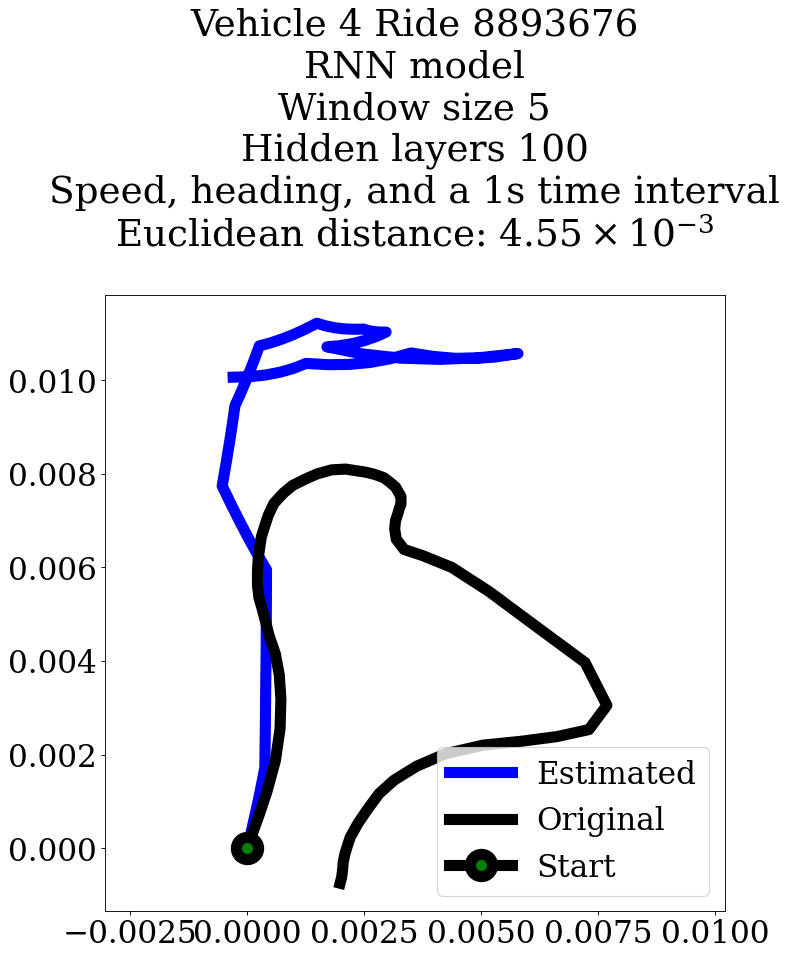 Vehicle 4 Ride 8893676
RNN model
Window size 5
Hidden layers 100
Speed, heading, and a 1s time interval
Euclidean distance: 4.55 × 10⁻³
0.010
0.008
0.006
0.004
0.002
0.000
Estimated
Original
Start
−0.0025 0.0000 0.0025 0.0050 0.0075 0.0100